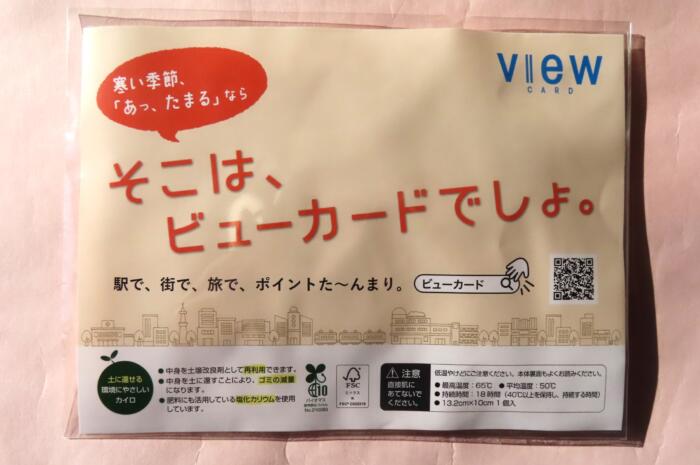 寒い季節、
「あっ、たまる」なら
VIEW
CARD
そこは、
ビューカードでしょ。
駅で、街で、旅で、ポイントた〜んまり。
ビューカード
土に還せる
環境にやさしい
カイロ
●中身を土壌改良剤として再利用できます。
●中身を土に還すことにより、ゴミの減量
になります。
●肥料にも活用している塩化カリウムを使用
しています。
バイオマス
FSC
ミックス
注意
直接肌に
あてないで
ください。
低温やけどにご注意ください。本体裏面もよくお読みください。
●最高温度:65℃ ●平均温度:50℃
●持続時間:18時間(40℃以上を保持し、持続する時間)
●13.2cm×10cm 1個入